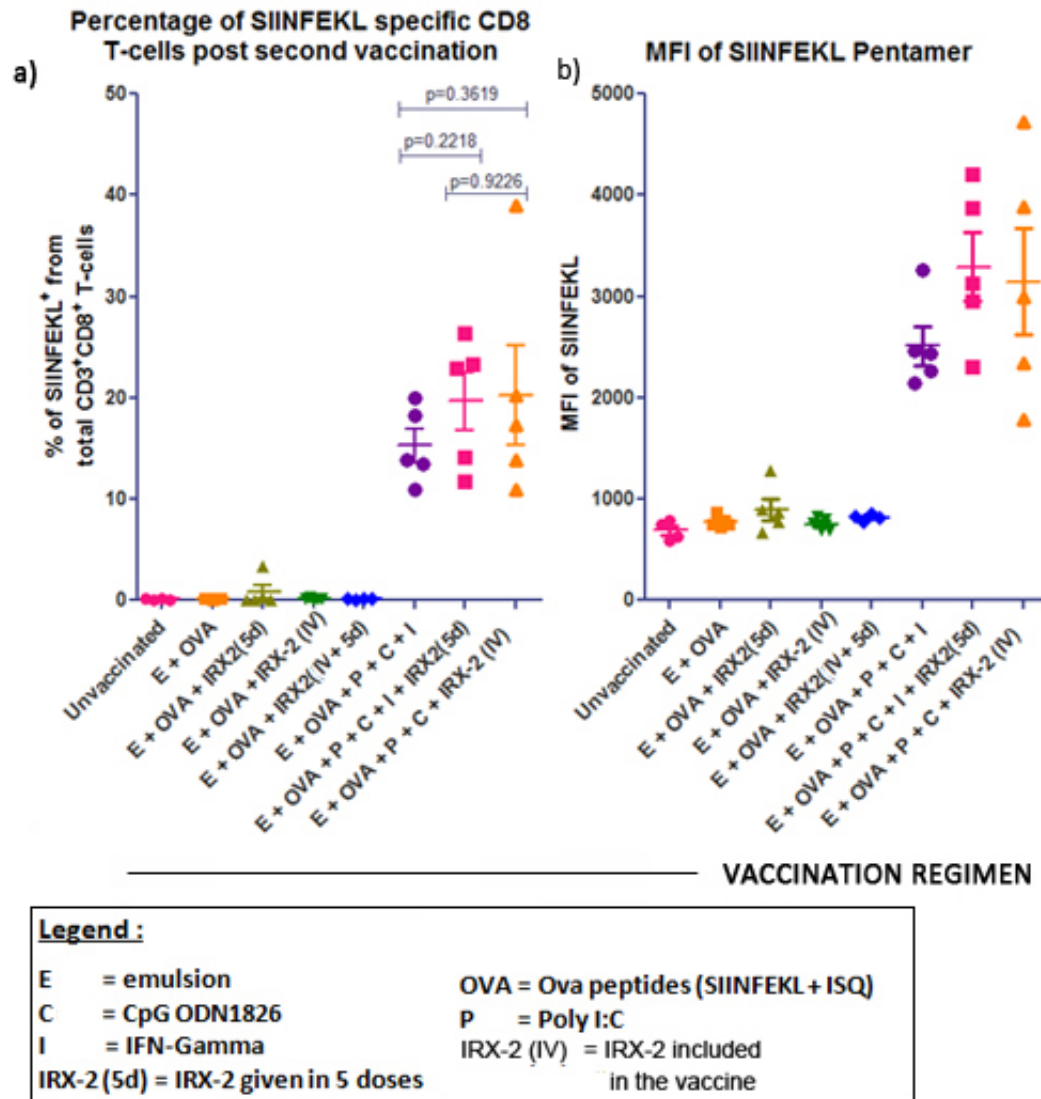 Percentage of SIINFEKL specific CD8
T-cells post second vaccination
a)
50
40
30
20
10
0
% of SIINFEKL⁺ from
total CD3⁺CD8⁺ T-cells
p=0.3619
p=0.2218
p=0.9226
Unvaccinated
E + OVA
E + OVA + IRX2(5d)
E + OVA + IRX-2 (IV)
E + OVA + IRX2(IV + 5d)
E + OVA + P + C + I
E + OVA + P + C + I + IRX2(5d)
E + OVA + P + C + IRX-2 (IV)
b)
MFI of SIINFEKL Pentamer
5000
4000
3000
2000
1000
0
MFI of SIINFEKL
Unvaccinated
E + OVA
E + OVA + IRX2(5d)
E + OVA + IRX-2 (IV)
E + OVA + IRX2(IV + 5d)
E + OVA + P + C + I
E + OVA + P + C + I + IRX2(5d)
E + OVA + P + C + IRX-2 (IV)
VACCINATION REGIMEN
Legend :
E = emulsion
C = CpG ODN1826
I = IFN-Gamma
IRX-2 (5d) = IRX-2 given in 5 doses
OVA = Ova peptides (SIINFEKL + ISQ)
P = Poly I:C
IRX-2 (IV) = IRX-2 included
in the vaccine